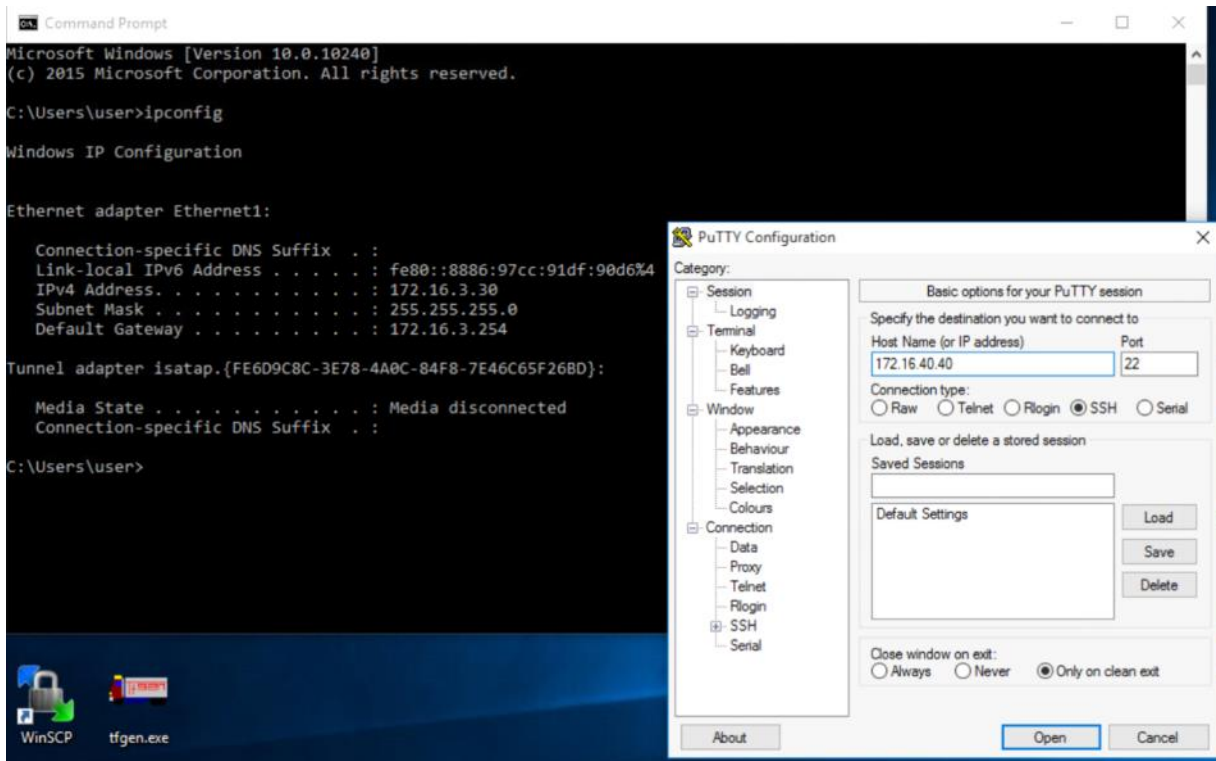 Command Prompt
Microsoft Windows [Version 10.0.10240]
(c) 2015 Microsoft Corporation. All rights reserved.
C:\Users\user>ipconfig
Windows IP Configuration
Ethernet adapter Ethernet1:
Connection-specific DNS Suffix . :
Link-local IPv6 Address . . . . . : fe80::8886:97cc:91df:90d6%4
IPv4 Address. . . . . . . . . . . : 172.16.3.30
Subnet Mask . . . . . . . . . . . : 255.255.255.0
Default Gateway . . . . . . . . . : 172.16.3.254
Tunnel adapter isatap.{FE6D9C8C-3E78-4A0C-84F8-7E46C65F26BD}:
Media State . . . . . . . . . . . : Media disconnected
Connection-specific DNS Suffix . :
C:\Users\user>
WinSCP
tfgen.exe
PuTTY Configuration
Category:
Session
Logging
Terminal
Keyboard
Bell
Features
Window
Appearance
Behaviour
Translation
Selection
Colours
Connection
Data
Proxy
Telnet
Rlogin
SSH
Serial
Basic options for your PuTTY session
Specify the destination you want to connect to
Host Name (or IP address) Port
172.16.40.40 22
Connection type:
Raw Telnet Rlogin SSH Serial
Load, save or delete a stored session
Saved Sessions
Default Settings
Load
Save
Delete
Close window on exit:
Always Never Only on clean exit
About Open Cancel